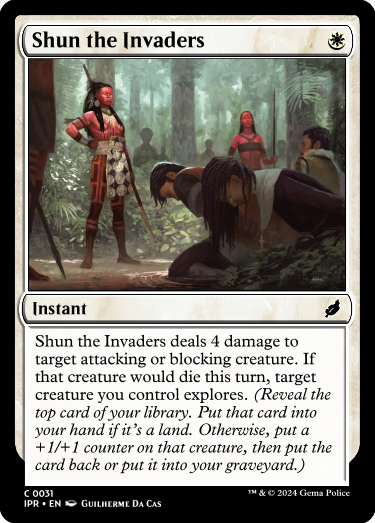 Shun the Invaders
Instant
Shun the Invaders deals 4 damage to
target attacking or blocking creature. If
that creature would die this turn, target
creature you control explores. (Reveal the
top card of your library. Put that card into
your hand if it's a land. Otherwise, put a
+1/+1 counter on that creature, then put the
card back or put it into your graveyard.)
C 0031
IPR • EN Guilherme Da Cas
™ & © 2024 Gema Police